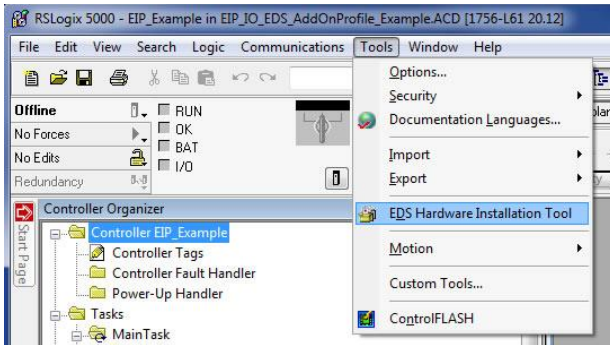 RSLogix 5000 - EIP_Example in EIP_IO_EDS_AddOnProfile_Example.ACD [1756-L61 20.12]
File Edit View Search Logic Communications Tools Window Help
Offline
RUN
No Forces
OK
No Edits
BAT
Redundancy
I/O
Options...
Security
Documentation Languages...
Import
Export
EDS Hardware Installation Tool
Motion
Custom Tools...
ControlFLASH
Start Page
Controller Organizer
Controller EIP_Example
Controller Tags
Controller Fault Handler
Power-Up Handler
Tasks
MainTask